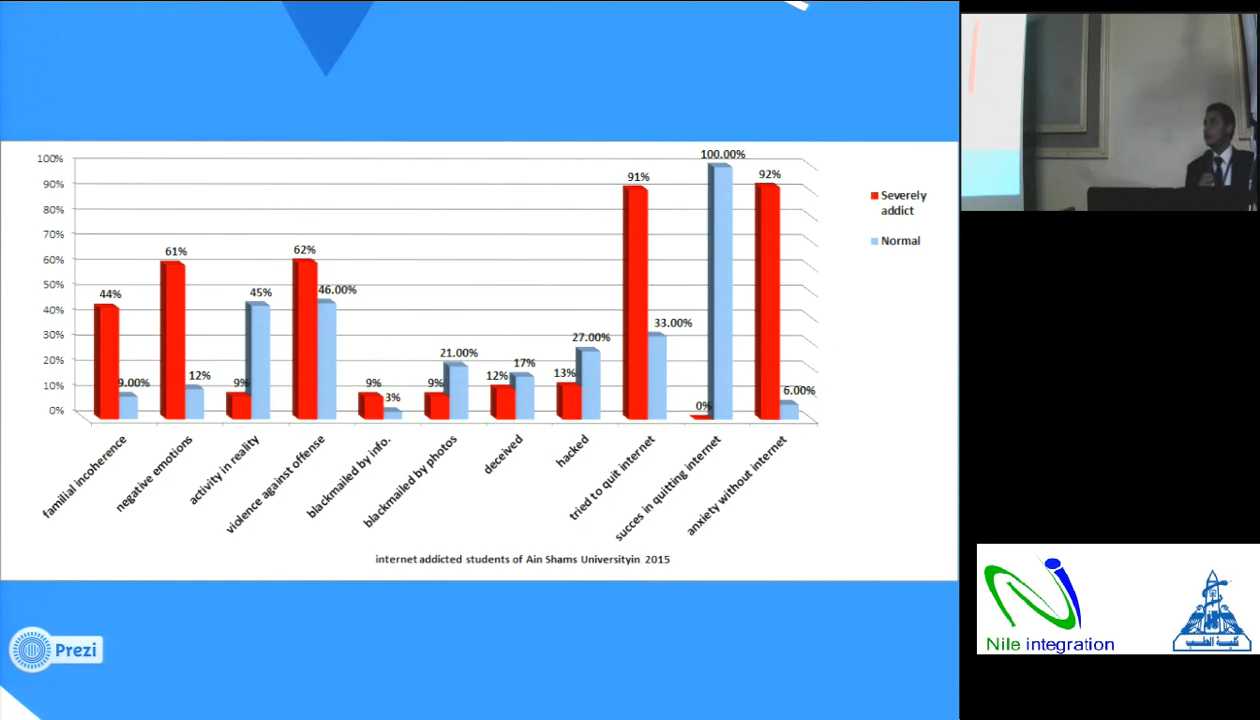 100%
90%
80%
70%
60%
50%
40%
30%
20%
10%
0%
44%
9.00%
61%
12%
9%
45%
62%
46.00%
9%
3%
9%
21.00%
12%
17%
13%
27.00%
91%
33.00%
0%
100.00%
92%
6.00%
familial incoherence
negative emotions
activity in reality
violence against offense
blackmailed by info.
blackmailed by photos
deceived
hacked
tried to quit internet
succes in quitting internet
anxiety without internet
Severely
addict
Normal
internet addicted students of Ain Shams Universityin 2015
Prezi
Nile integration
كلية الطب